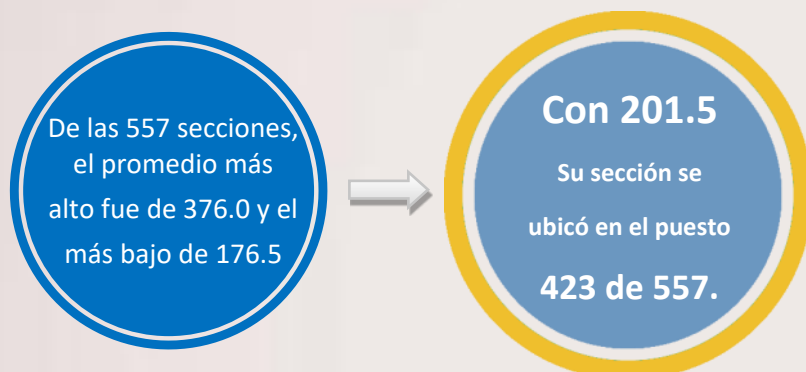 De las 557 secciones,
el promedio más
alto fue de 376.0 y el
más bajo de 176.5
Con 201.5
Su sección se
ubicó en el puesto
423 de 557.